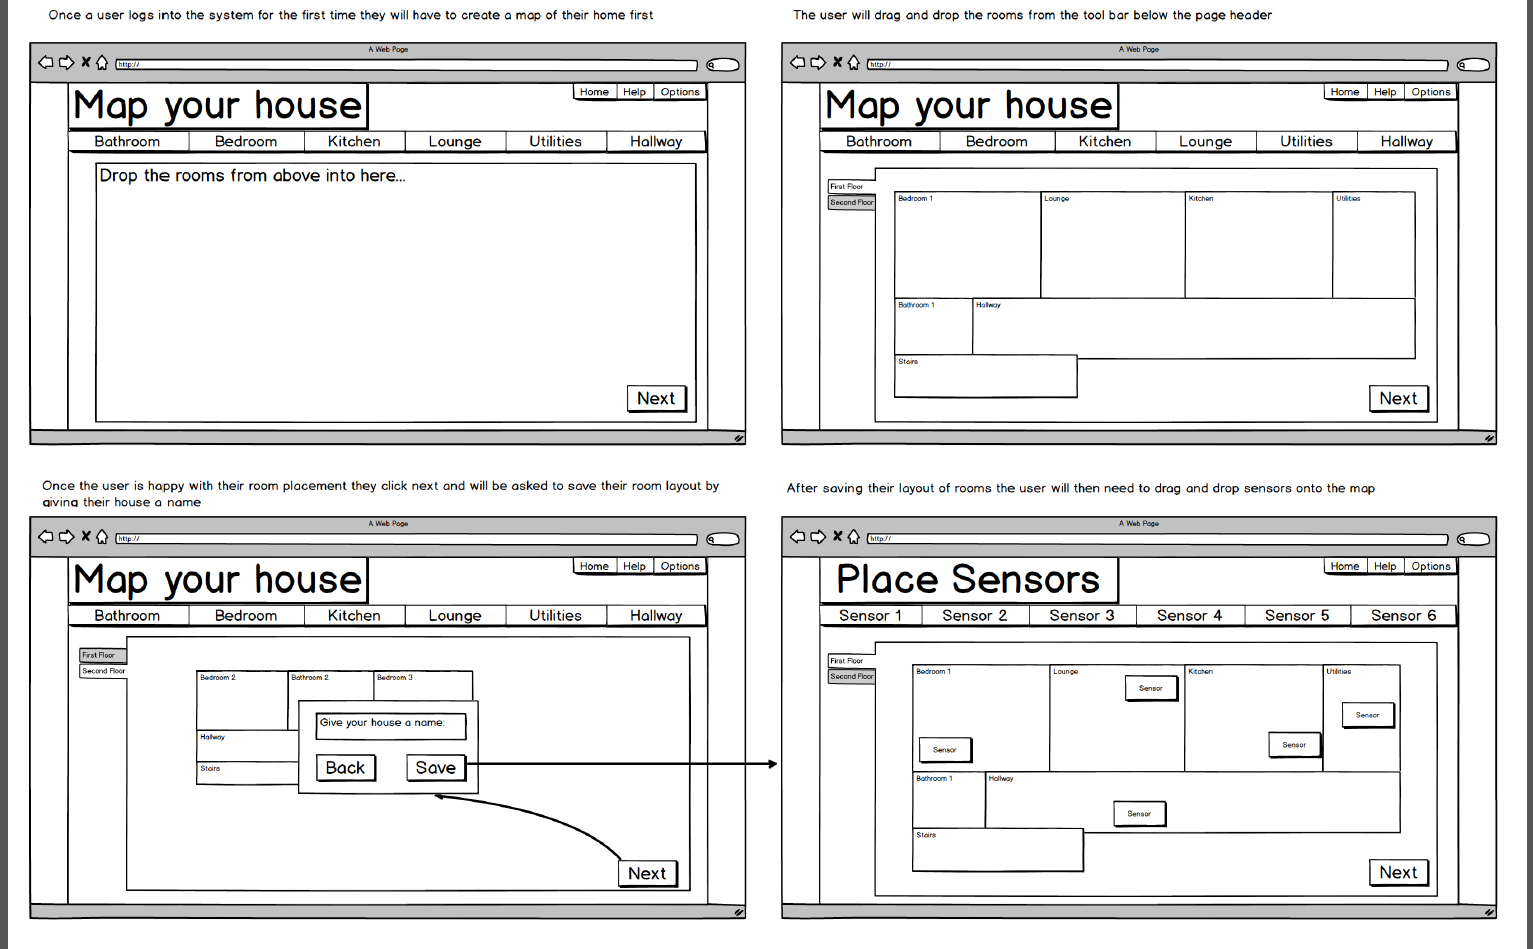 Once a user logs into the system for the first time they will have to create a map of their home first
A Web Page
http://
Map your house
Home Help Options
Bathroom Bedroom Kitchen Lounge Utilities Hallway
Drop the rooms from above into here...
Next
The user will drag and drop the rooms from the tool bar below the page header
A Web Page
http://
Map your house
Home Help Options
Bathroom Bedroom Kitchen Lounge Utilities Hallway
First Floor
Second Floor
Bedroom 1 Lounge Kitchen Utilities
Bathroom 1 Hallway
Stairs
Next
Once the user is happy with their room placement they click next and will be asked to save their room layout by
giving their house a name
A Web Page
http://
Map your house
Home Help Options
Bathroom Bedroom Kitchen Lounge Utilities Hallway
First Floor
Second Floor
Bedroom 2 Bathroom 2 Bedroom 3
Hallway
Stairs
Give your house a name:
Back Save
Next
After saving their layout of rooms the user will then need to drag and drop sensors onto the map
A Web Page
http://
Place Sensors
Home Help Options
Sensor 1 Sensor 2 Sensor 3 Sensor 4 Sensor 5 Sensor 6
First Floor
Second Floor
Bedroom 1 Lounge Kitchen Utilities
Sensor
Sensor
Sensor
Sensor
Bathroom 1 Hallway
Sensor
Stairs
Next